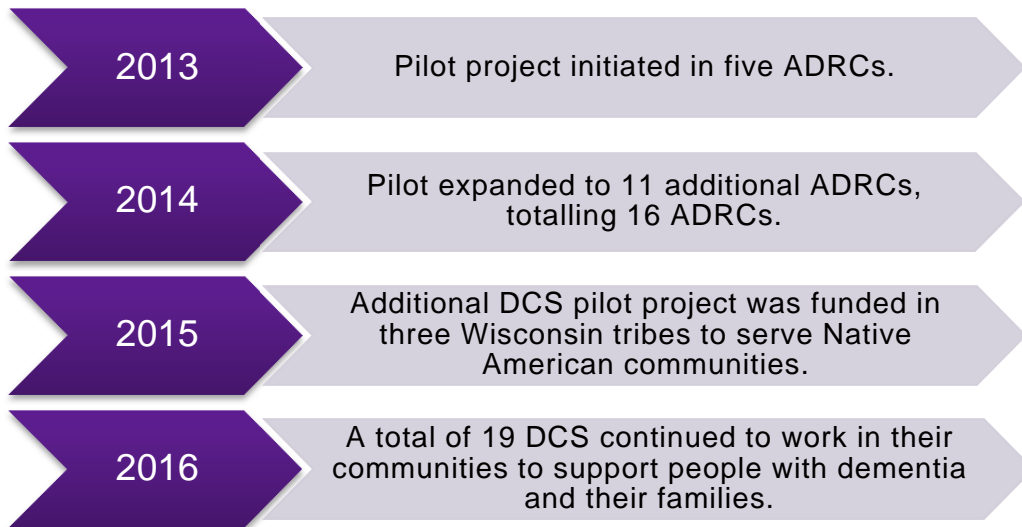 2013
Pilot project initiated in five ADRCs.
2014
Pilot expanded to 11 additional ADRCs,
totalling 16 ADRCs.
2015
Additional DCS pilot project was funded in
three Wisconsin tribes to serve Native
American communities.
2016
A total of 19 DCS continued to work in their
communities to support people with dementia
and their families.